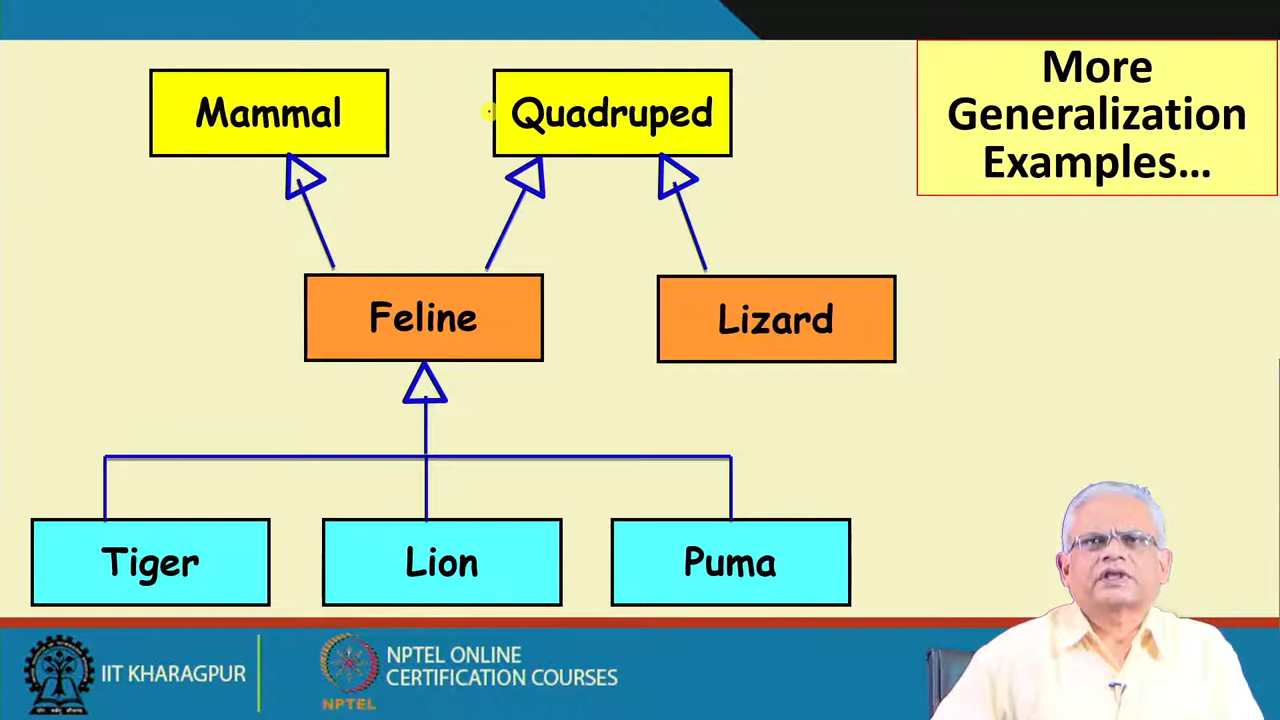 Mammal
Quadruped
More
Generalization
Examples...
Feline
Lizard
Tiger
Lion
Puma
IIT KHARAGPUR
NPTEL ONLINE
CERTIFICATION COURSES
NPTEL